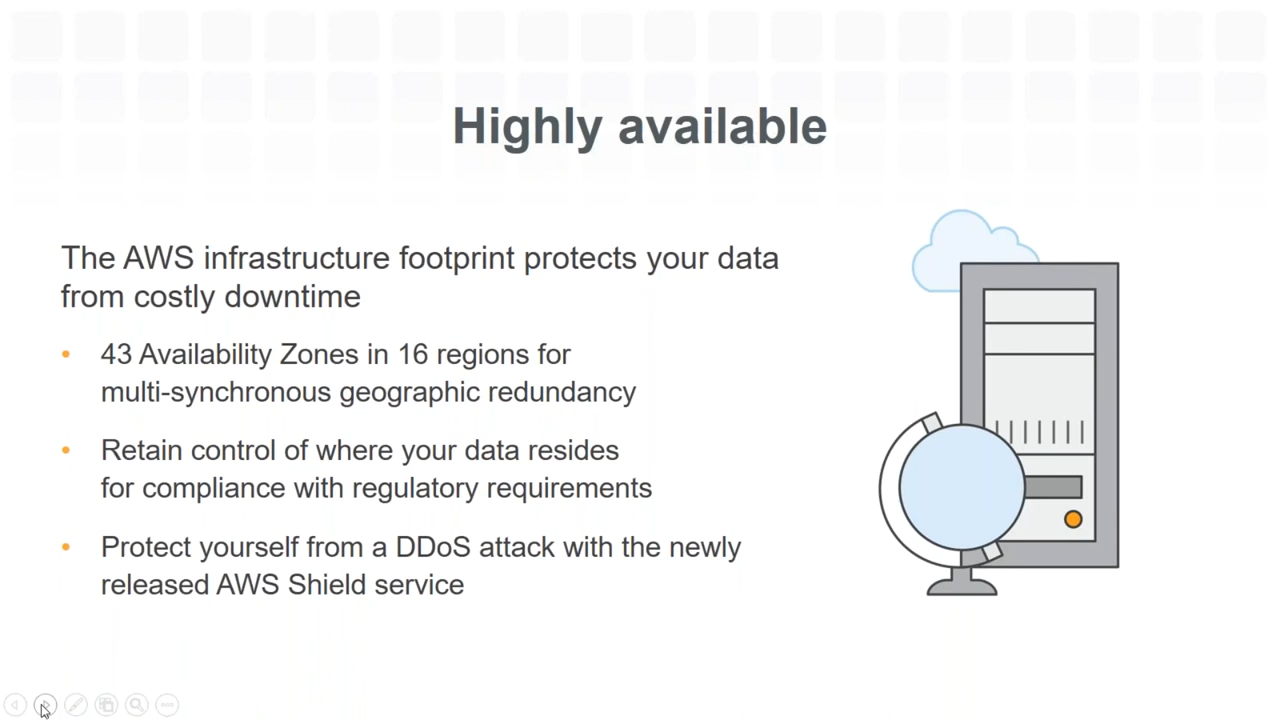 Highly available
The AWS infrastructure footprint protects your data
from costly downtime
• 43 Availability Zones in 16 regions for
multi-synchronous geographic redundancy
• Retain control of where your data resides
for compliance with regulatory requirements
• Protect yourself from a DDoS attack with the newly
released AWS Shield service